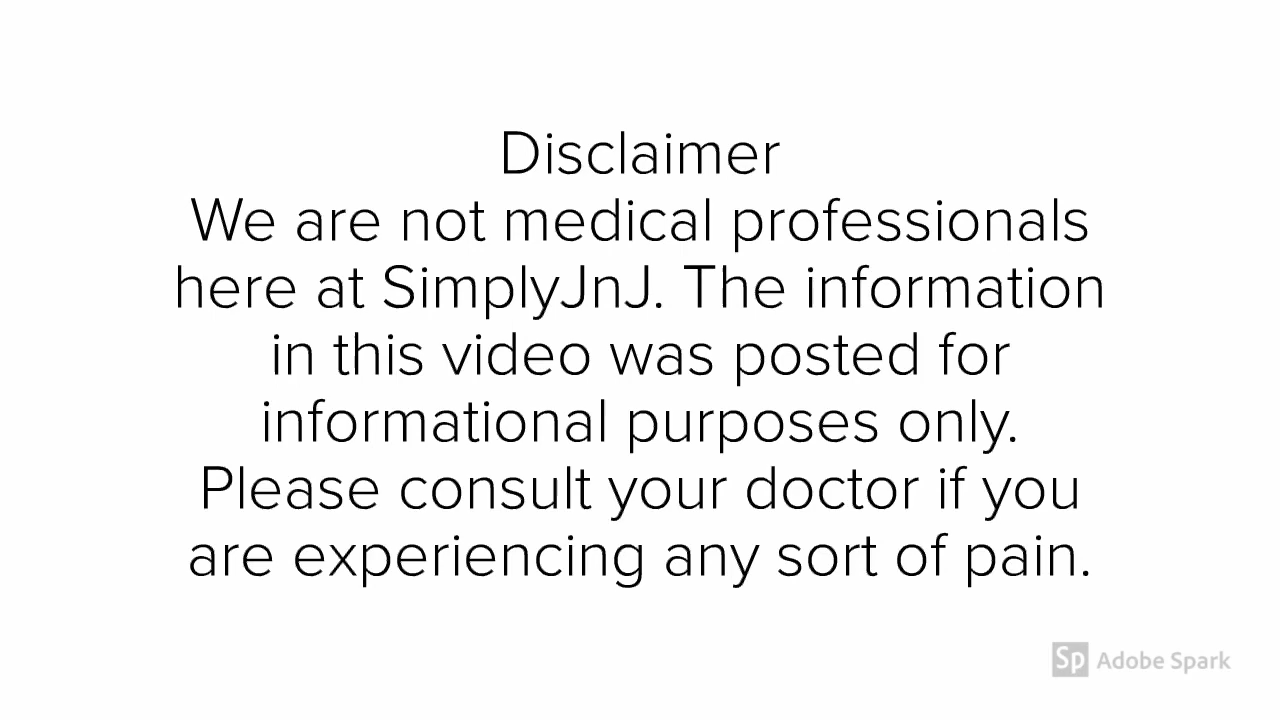 Disclaimer
We are not medical professionals
here at SimplyJnJ. The information
in this video was posted for
informational purposes only.
Please consult your doctor if you
are experiencing any sort of pain.
Sp Adobe Spark